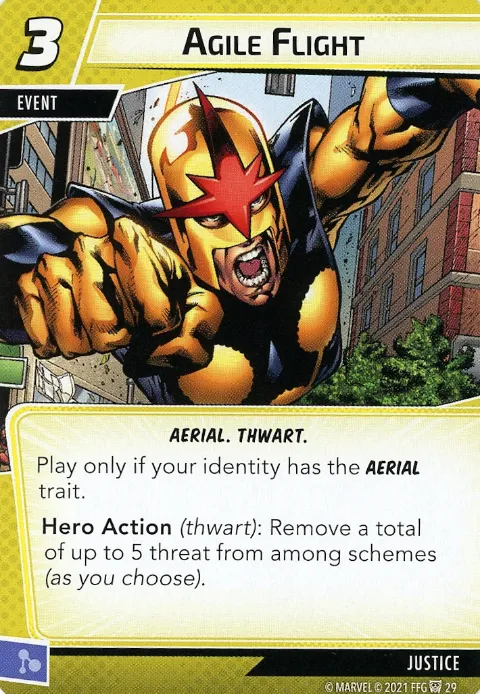 3
AGILE FLIGHT
EVENT
AERIAL. THWART.
Play only if your identity has the AERIAL
trait.
Hero Action (thwart): Remove a total
of up to 5 threat from among schemes
(as you choose).
JUSTICE
© MARVEL © 2021 FFG 29